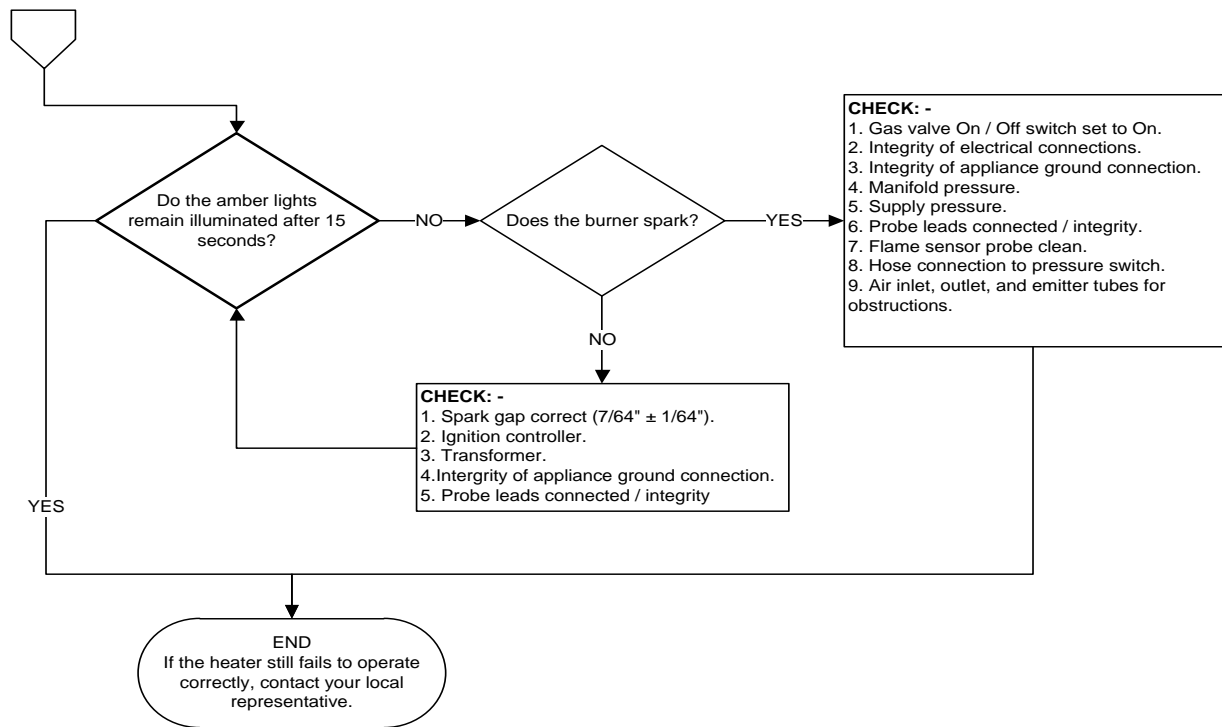 Do the amber lights
remain illuminated after 15
seconds?
NO
Does the burner spark?
YES
CHECK: -
1. Gas valve On / Off switch set to On.
2. Integrity of electrical connections.
3. Integrity of appliance ground connection.
4. Manifold pressure.
5. Supply pressure.
6. Probe leads connected / integrity.
7. Flame sensor probe clean.
8. Hose connection to pressure switch.
9. Air inlet, outlet, and emitter tubes for
obstructions.
NO
CHECK: -
1. Spark gap correct (7/64" ± 1/64").
2. Ignition controller.
3. Transformer.
4.Intergrity of appliance ground connection.
5. Probe leads connected / integrity
YES
END
If the heater still fails to operate
correctly, contact your local
representative.